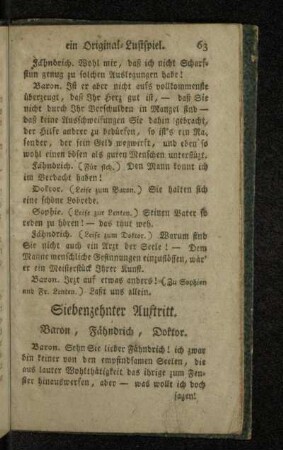 ein Original-Lustspiel. 63
Fähndrich. Wohl mir, daß ich nicht Scharf-
sinn genug zu solchen Auslegungen habe!
Baron. Ist er aber nicht aufs vollkommenste
überzeugt, daß Ihr Herz gut ist, — daß Sie
nicht durch Ihr Verschulden in Mangel sind —
daß keine Ausschweifungen Sie dahin gebracht,
der Hilfe andrer zu bedürfen, so ist's ein Ra-
sender, der sein Geld wegwerft, und eben so
wohl einen bösen als guten Menschen unterstüzt.
Fähndrich. (Für sich.) Den Mann konnt ich
im Verdacht haben!
Doktor. (Leise zum Baron.) Sie halten sich
eine schöne Lobrede.
Sophie. (Leise zur Linten.) Seinen Vater so
reden zu hören! — das thut weh.
Fähndrich. (Leise zum Doktor.) Warum sind
Sie nicht auch ein Arzt der Seele! — Dem
Manne menschliche Gesinnungen einzuflössen, wär'
er ein Meisterstück Ihrer Kunst.
Baron. Jezt auf etwas anders! (Zu Sophien
und Fr. Linten.) Laßt uns allein.
Siebenzehnter Auftritt.
Baron, Fähndrich, Doktor.
Baron. Sehn Sie lieber Fähndrich! ich zwar
bin keiner von den empfindsamen Seelen, die
aus lauter Wohlthätigkeit das ihrige zum Fen-
ster hinauswerfen, aber — was wollt ich doch
sagen!